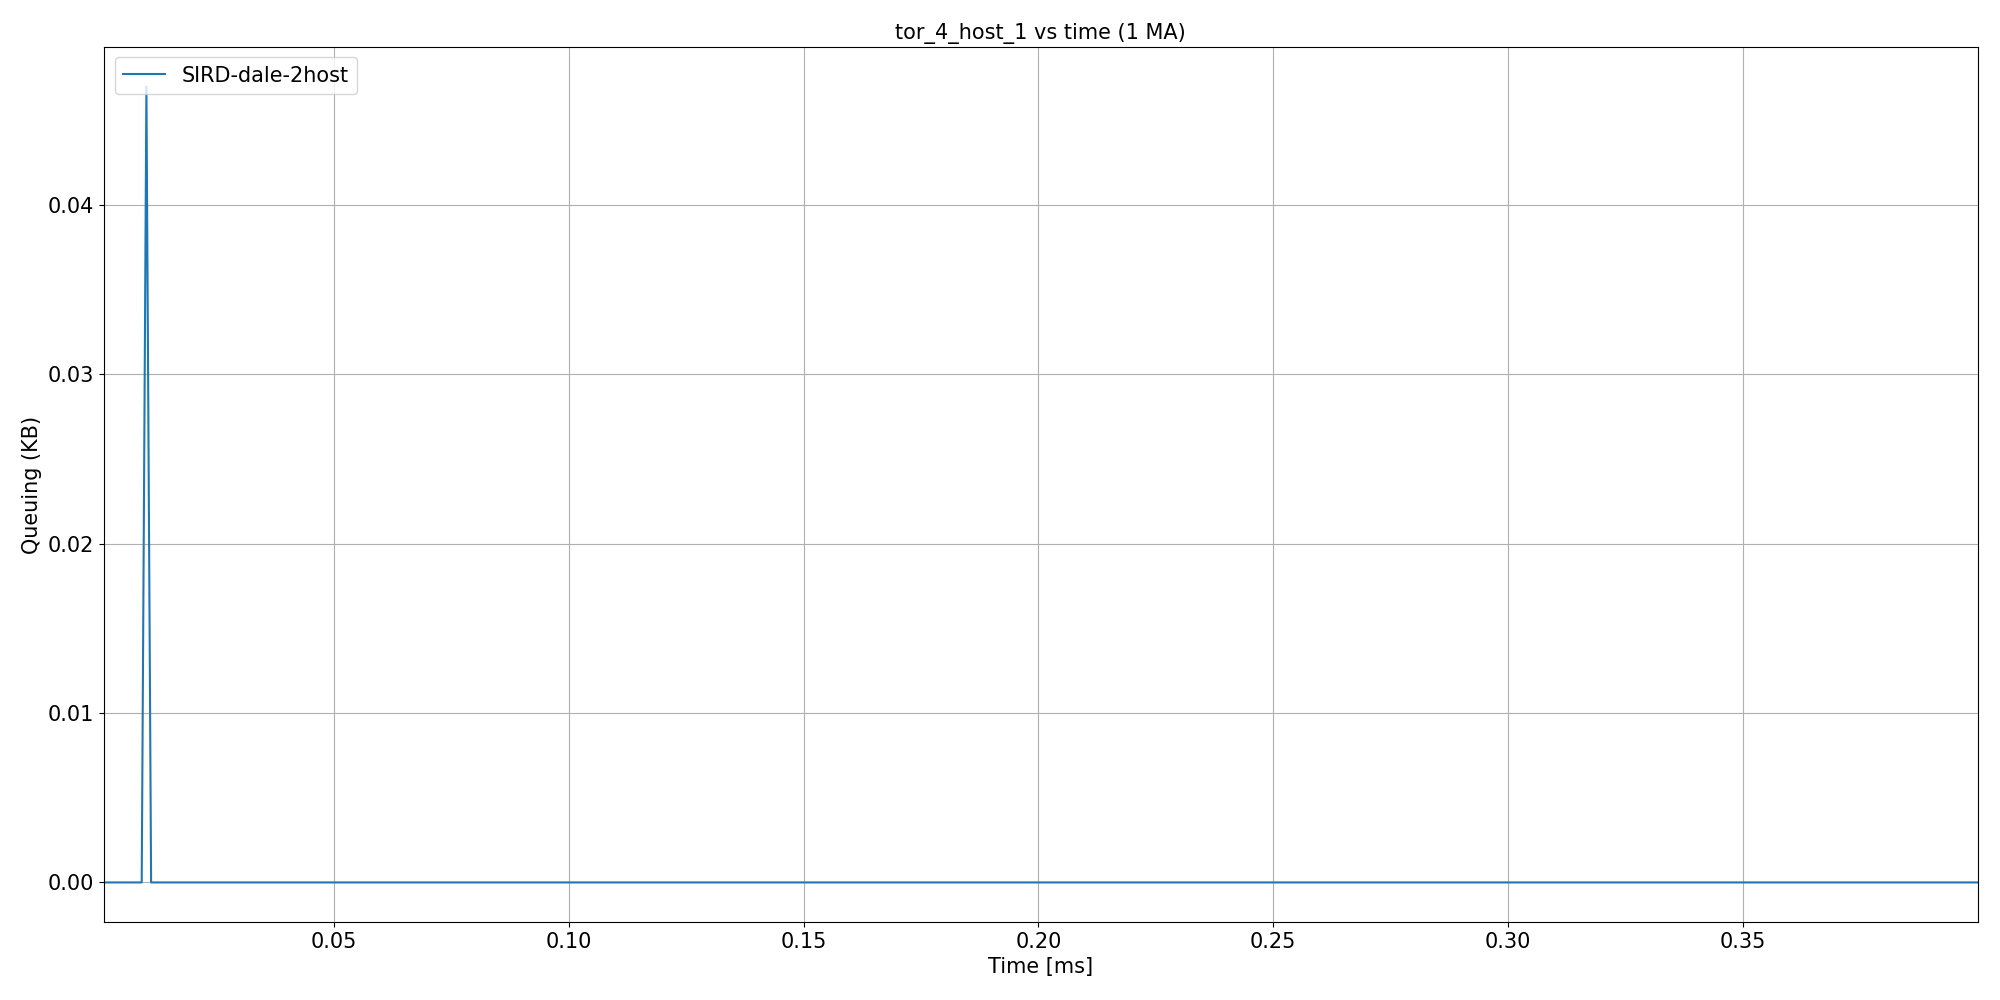 tor_4_host_1 vs time (1 MA)
SIRD-dale-2host
0.04
0.03
0.02
0.01
0.00
Queuing (KB)
0.05 0.10 0.15 0.20 0.25 0.30 0.35
Time [ms]